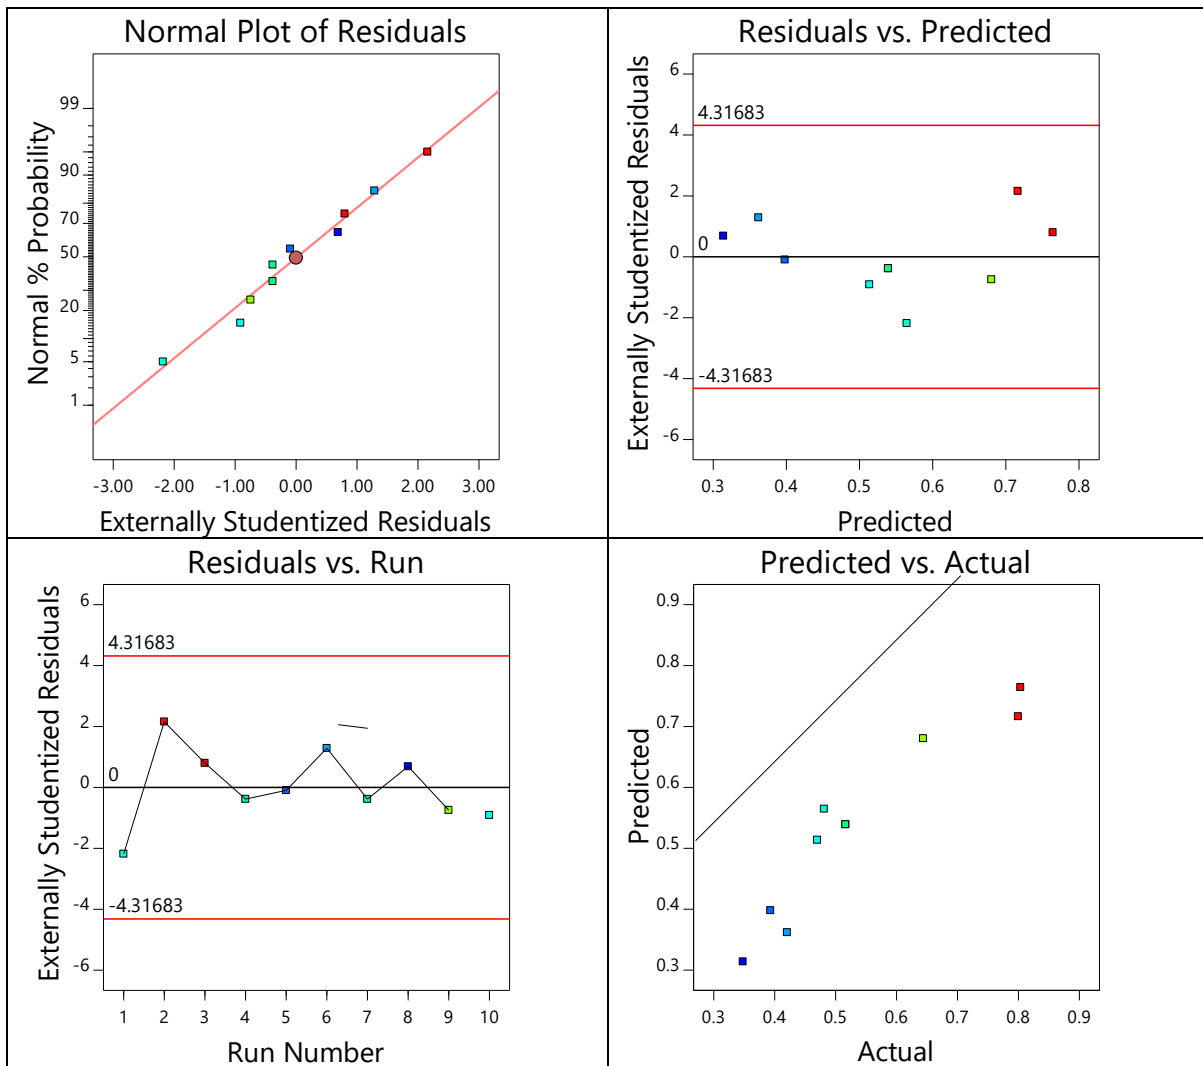 Normal Plot of Residuals
Normal % Probability
99
90
70
50
20
5
1
-3.00 -2.00 -1.00 0.00 1.00 2.00 3.00
Externally Studentized Residuals
Residuals vs. Predicted
Externally Studentized Residuals
6
4.31683
4
2
0
0
-2
-4.31683
-4
-6
0.3 0.4 0.5 0.6 0.7 0.8
Predicted
Residuals vs. Run
Externally Studentized Residuals
6
4.31683
4
2
0
0
-2
-4
-4.31683
-6
1 2 3 4 5 6 7 8 9 10
Run Number
Predicted vs. Actual
Predicted
0.9
0.8
0.7
0.6
0.5
0.4
0.3
0.3 0.4 0.5 0.6 0.7 0.8 0.9
Actual